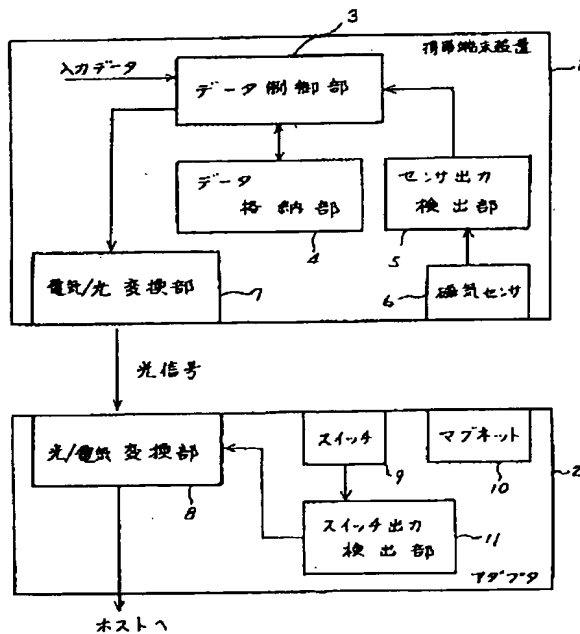 3
携帯端末装置
1
入力データ
データ制御部
データ
格納部
4
センサ出力
検出部
5
電気/光変換部
7
6
磁気センサ
光信号
光/電気変換部
8
スイッチ
9
マグネット
10
2
スイッチ出力
検出部
11
アダプタ
ホストへ